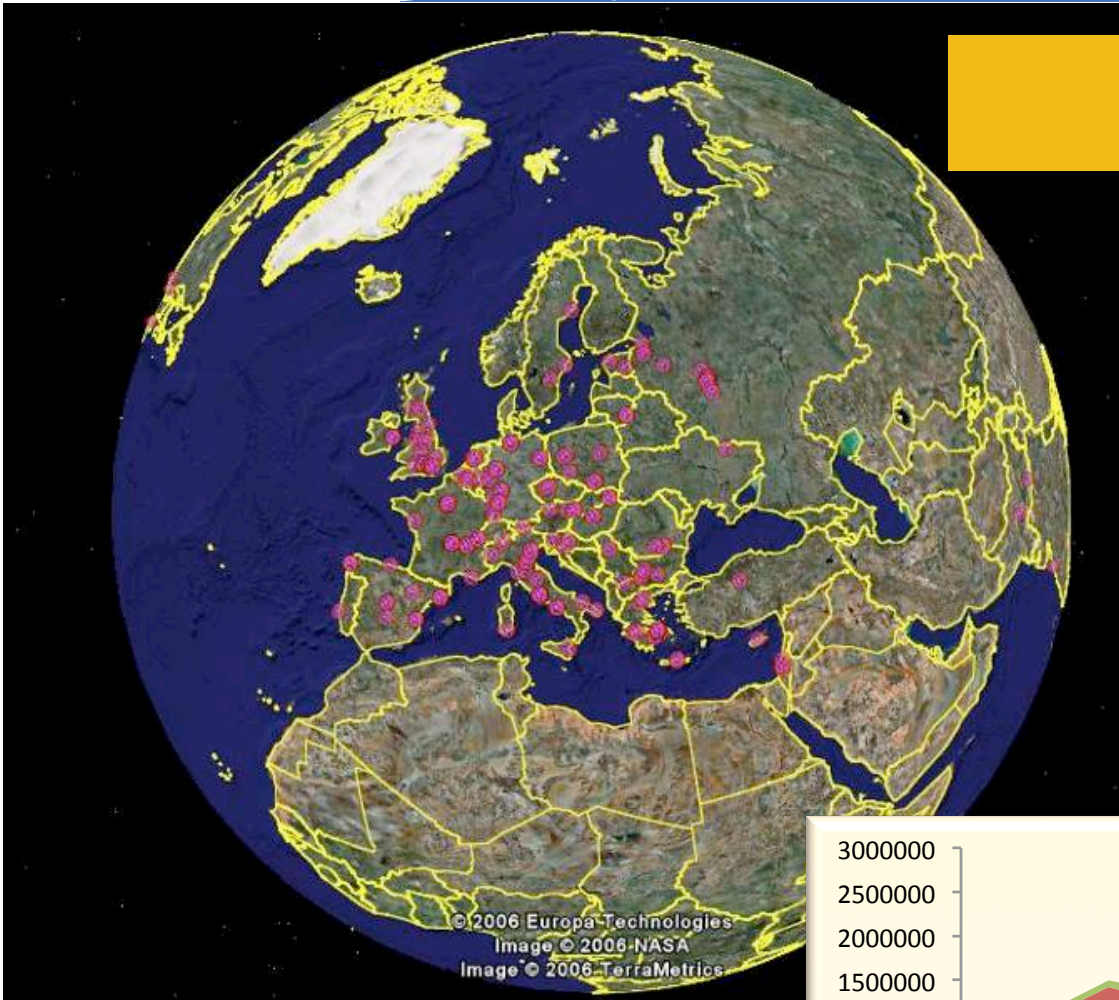 © 2006 Europa Technologies
Image © 2006 NASA
Image © 2006 TerraMetrics
3000000
2500000
2000000
1500000